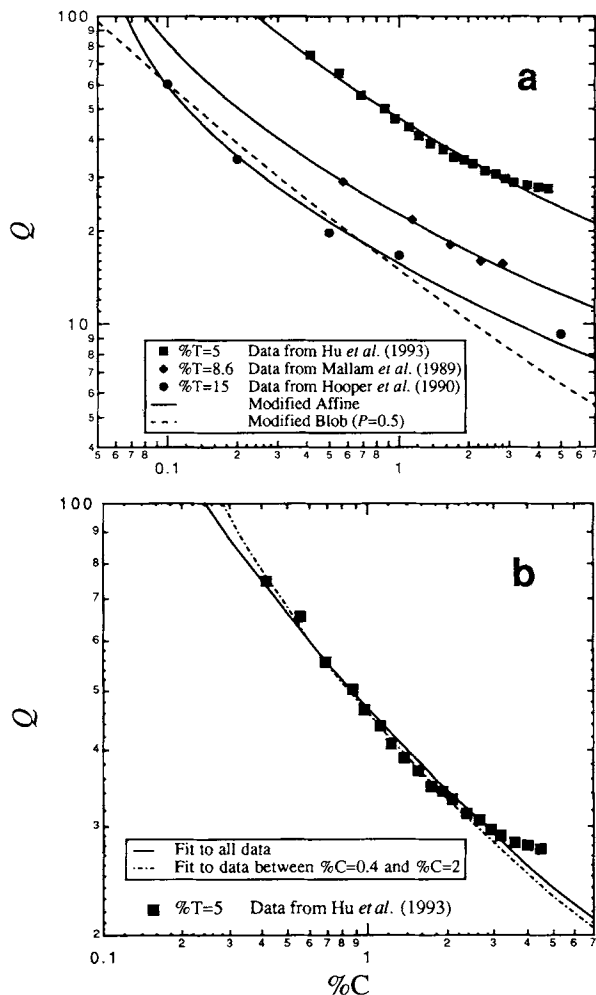 100
9
8
7
6
5
4
3
2
10
9
8
7
6
5
4
Q
a
%T=5 Data from Hu et al. (1993)
%T=8.6 Data from Mallam et al. (1989)
%T=15 Data from Hooper et al. (1990)
Modified Affine
Modified Blob (P=0.5)
5 6 7 8 2 3 4 5 6 7 8 2 3 4 5 6 7
0.1 1
100
9
8
7
6
5
4
3
2
Q
b
Fit to all data
Fit to data between %C=0.4 and %C=2
%T=5 Data from Hu et al. (1993)
2 3 4 5 6 7 8 9 2 3 4 5 6 7
0.1 1
%C